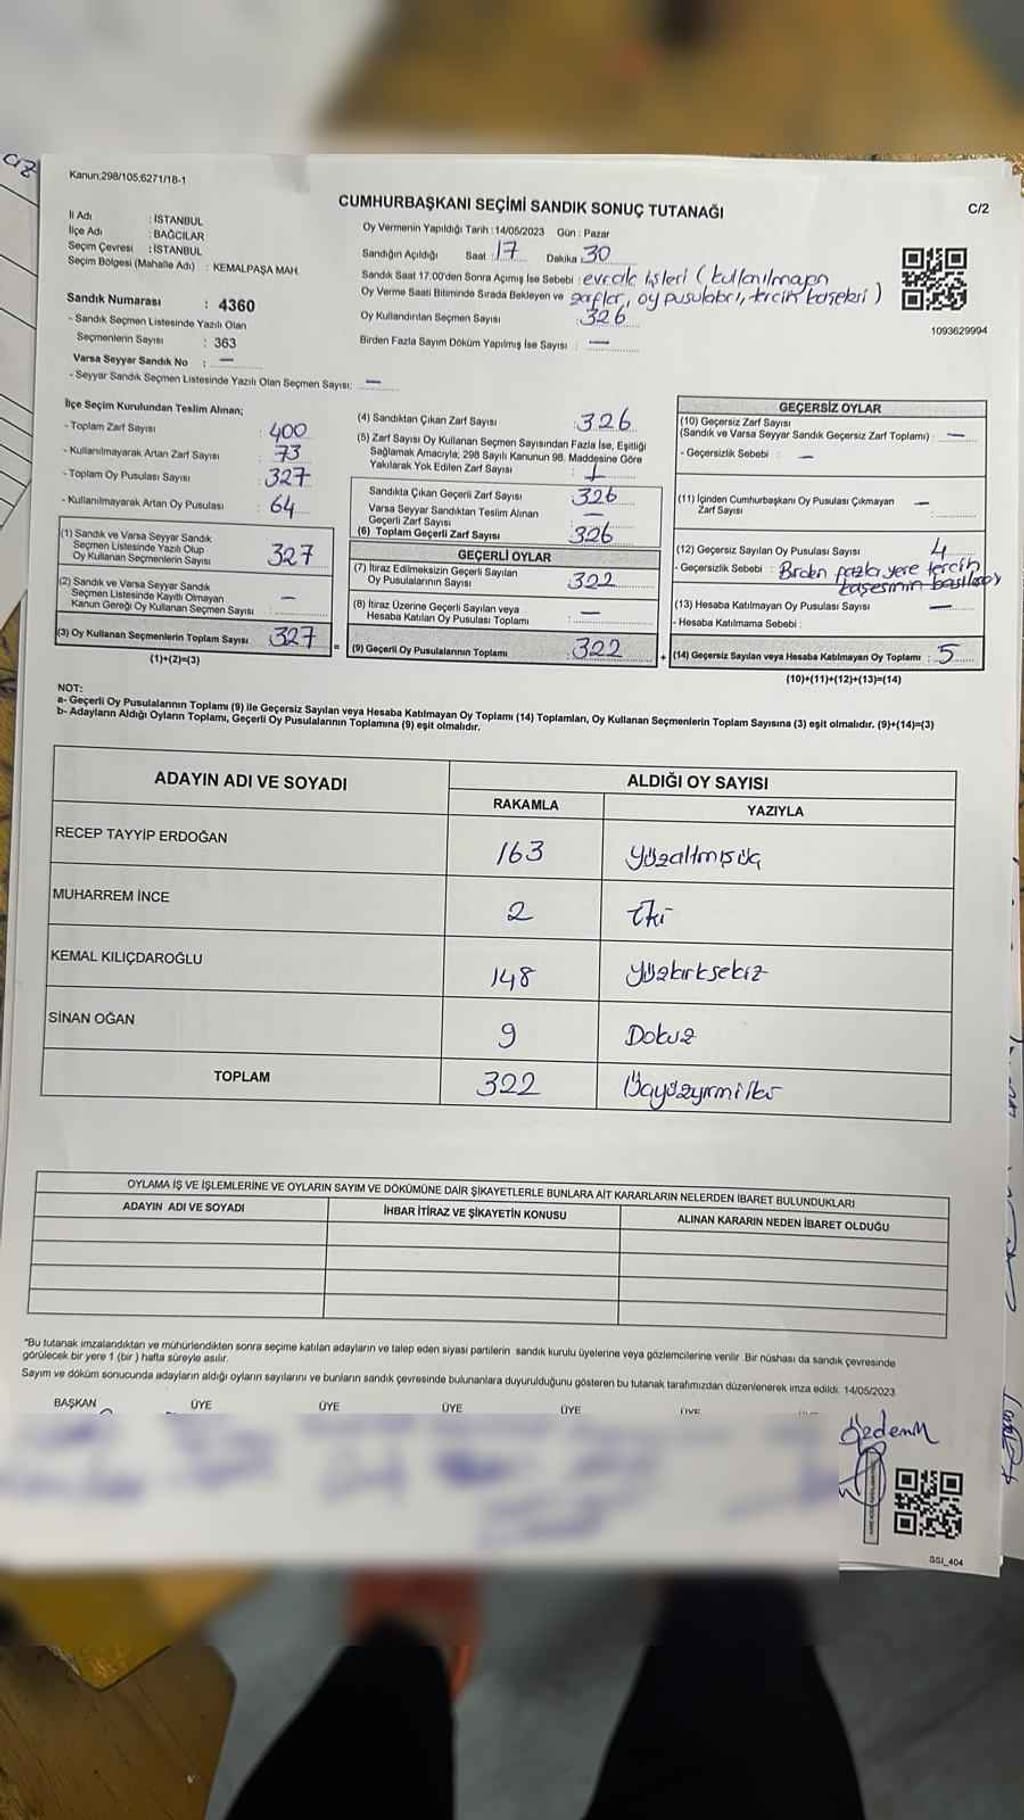 Kanun;298/105,6271/18-1
CUMHURBAŞKANI SEÇİMİ SANDIK SONUÇ TUTANAĞI
C/2
İl Adı : İSTANBUL
İlçe Adı : BAĞCILAR
Seçim Çevresi : İSTANBUL
Seçim Bölgesi (Mahalle Adı) : KEMALPAŞA MAH.
Sandık Numarası : 4360
- Sandık Seçmen Listesinde Yazılı Olan
Seçmenlerin Sayısı : 363
Varsa Seyyar Sandık No : —
- Seyyar Sandık Seçmen Listesinde Yazılı Olan Seçmen Sayısı: —
Oy Vermenin Yapıldığı Tarih : 14/05/2023 Gün : Pazar
Sandığın Açıldığı Saat : 17 Dakika : 30
Sandık Saat 17:00'den Sonra Açımış İse Sebebi : evrak işleri ( kullanılmayan
Oy Verme Saati Bitiminde Sırada Bekleyen ve zarflar, oy pusulaları, tercih kaşeleri )
Oy Kullandırılan Seçmen Sayısı : 326
Birden Fazla Sayım Döküm Yapılmış İse Sayısı : —
1093629994
İlçe Seçim Kurulundan Teslim Alınan;
- Toplam Zarf Sayısı : 400
- Kullanılmayarak Artan Zarf Sayısı : 73
- Toplam Oy Pusulası Sayısı : 327
- Kullanılmayarak Artan Oy Pusulası : 64
(1) Sandık ve Varsa Seyyar Sandık
Seçmen Listesinde Yazılı Olup
Oy Kullanan Seçmenlerin Sayısı : 327
(2) Sandık ve Varsa Seyyar Sandık
Seçmen Listesinde Kayıtlı Olmayan
Kanun Gereği Oy Kullanan Seçmen Sayısı : —
(3) Oy Kullanan Seçmenlerin Toplam Sayısı : 327
(1)+(2)=(3)
(4) Sandıktan Çıkan Zarf Sayısı : 326
(5) Zarf Sayısı Oy Kullanan Seçmen Sayısından Fazla İse, Eşitliği
Sağlamak Amacıyla; 298 Sayılı Kanunun 98. Maddesine Göre
Yakılarak Yok Edilen Zarf Sayısı : 1
Sandıkta Çıkan Geçerli Zarf Sayısı : 326
Varsa Seyyar Sandıktan Teslim Alınan
Geçerli Zarf Sayısı : —
(6) Toplam Geçerli Zarf Sayısı : 326
=
GEÇERLİ OYLAR
(7) İtiraz Edilmeksizin Geçerli Sayılan
Oy Pusulalarının Sayısı : 322
(8) İtiraz Üzerine Geçerli Sayılan veya
Hesaba Katılan Oy Pusulası Toplamı : —
(9) Geçerli Oy Pusulalarının Toplamı : 322
+
GEÇERSİZ OYLAR
(10) Geçersiz Zarf Sayısı
(Sandık ve Varsa Seyyar Sandık Geçersiz Zarf Toplamı) : —
- Geçersizlik Sebebi : —
(11) İçinden Cumhurbaşkanı Oy Pusulası Çıkmayan
Zarf Sayısı : —
(12) Geçersiz Sayılan Oy Pusulası Sayısı : 4
- Geçersizlik Sebebi : Birden fazla yere tercih
kaşesinin basılması
(13) Hesaba Katılmayan Oy Pusulası Sayısı : —
- Hesaba Katılmama Sebebi :
(14) Geçersiz Sayılan veya Hesaba Katılmayan Oy Toplamı : 5
(10)+(11)+(12)+(13)=(14)
NOT:
a- Geçerli Oy Pusulalarının Toplamı (9) ile Geçersiz Sayılan veya Hesaba Katılmayan Oy Toplamı (14) Toplamları, Oy Kullanan Seçmenlerin Toplam Sayısına (3) eşit olmalıdır. (9)+(14)=(3)
b- Adayların Aldığı Oyların Toplamı, Geçerli Oy Pusulalarının Toplamına (9) eşit olmalıdır.
ADAYIN ADI VE SOYADI
ALDIĞI OY SAYISI
RAKAMLA YAZIYLA
RECEP TAYYİP ERDOĞAN 163 Yüzaltmışüç
MUHARREM İNCE 2 İki
KEMAL KILIÇDAROĞLU 148 Yüzkırksekiz
SİNAN OĞAN 9 Dokuz
TOPLAM 322 Üçyüzyirmiiki
OYLAMA İŞ VE İŞLEMLERİNE VE OYLARIN SAYIM VE DÖKÜMÜNE DAİR ŞİKAYETLERLE BUNLARA AİT KARARLARIN NELERDEN İBARET BULUNDUKLARI
ADAYIN ADI VE SOYADI İHBAR İTİRAZ VE ŞİKAYETİN KONUSU ALINAN KARARIN NEDEN İBARET OLDUĞU
"Bu tutanak imzalandıktan ve mühürlendikten sonra seçime katılan adayların ve talep eden siyasi partilerin sandık kurulu üyelerine veya gözlemcilerine verilir. Bir nüshası da sandık çevresinde
görülecek bir yere 1 (bir) hafta süreyle asılır.
Sayım ve döküm sonucunda adayların aldığı oyların sayılarını ve bunların sandık çevresinde bulunanlara duyurulduğunu gösteren bu tutanak tarafımızdan düzenlenerek imza edildi. 14/05/2023
BAŞKAN ÜYE ÜYE ÜYE ÜYE ÜYE
SSI_404